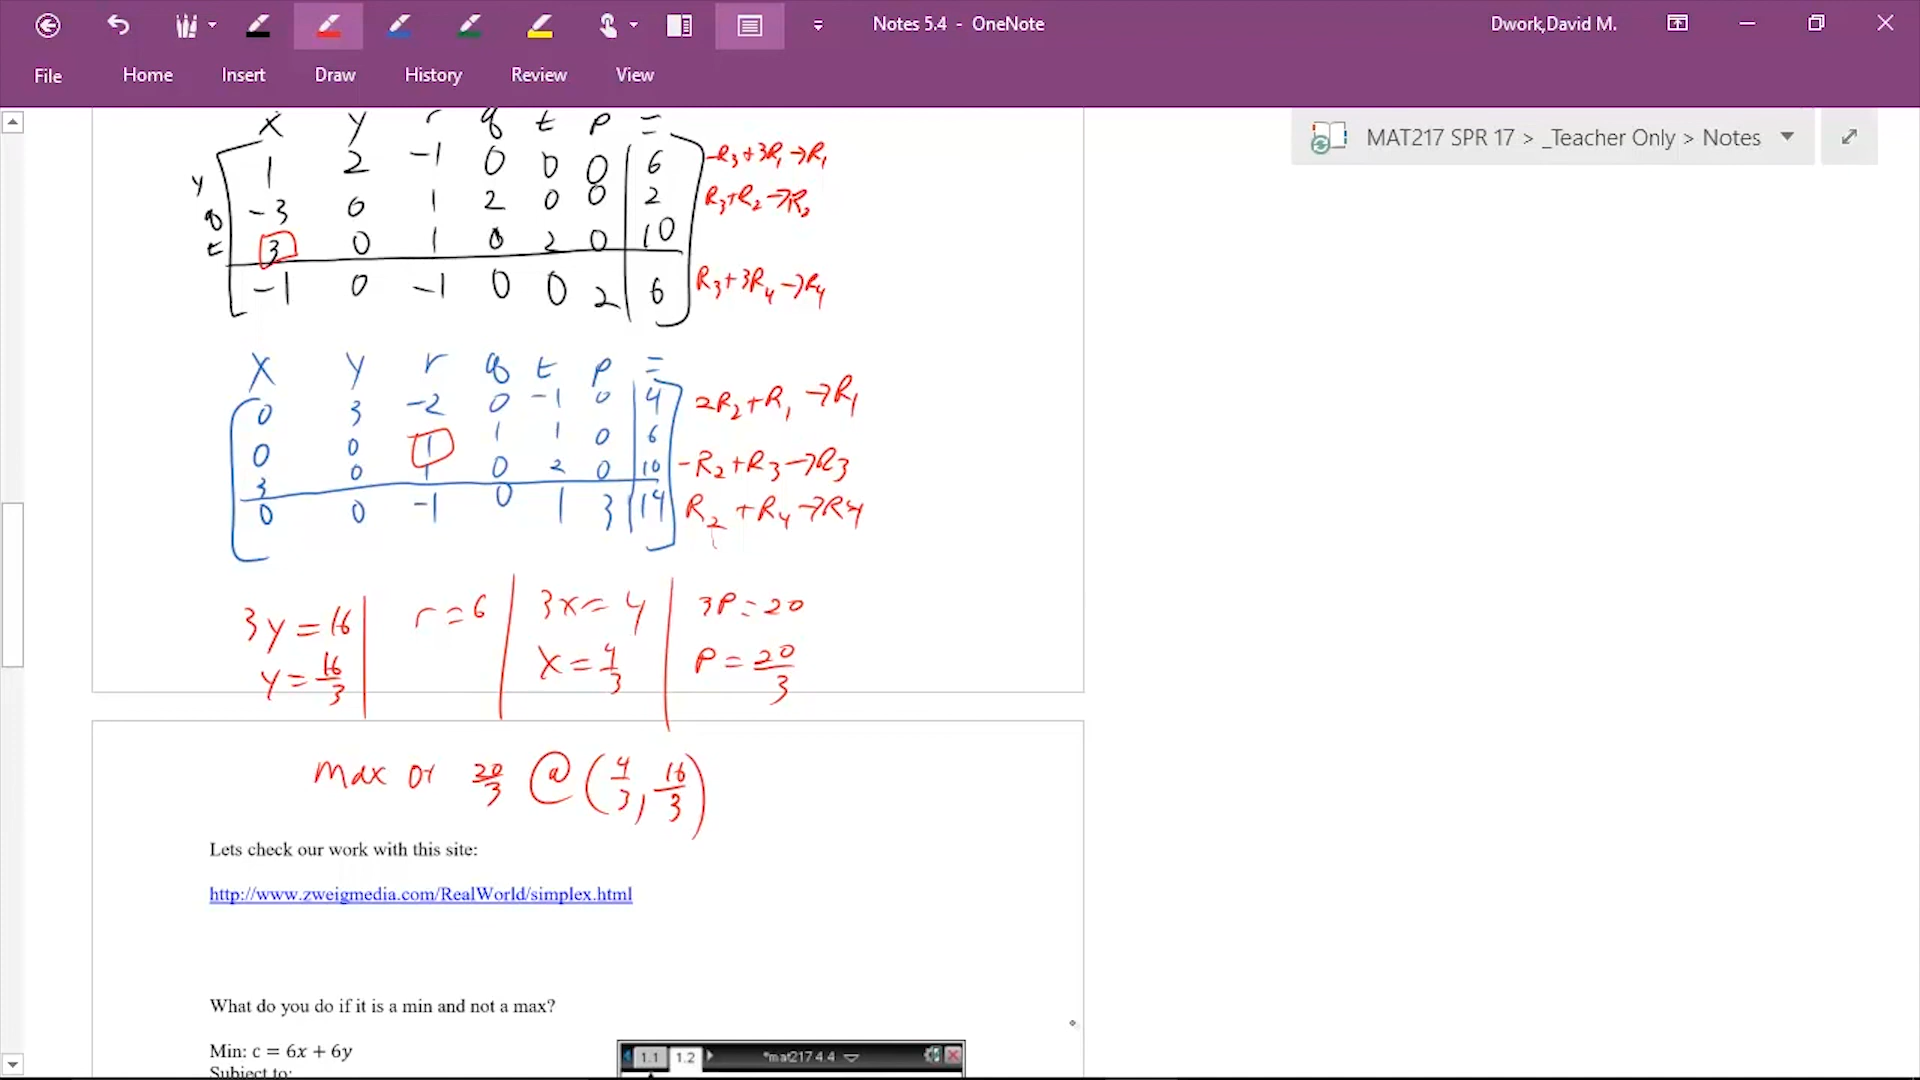 Notes 5.4 - OneNote
Dwork,David M.
File Home Insert Draw History Review View
MAT217 SPR 17 > _Teacher Only > Notes
x y r q t p =
y 1 2 -1 0 0 0 6 -R3+3R1→R1
q -3 0 1 2 0 0 2 R3+R2→R2
t 3 0 1 0 2 0 10
-1 0 -1 0 0 2 6 R3+3R4→R4
x y r q t p =
0 3 -2 0 -1 0 4 2R2+R1→R1
0 0 1 1 1 0 6
3 0 1 0 2 0 10 -R2+R3→R3
0 0 -1 0 1 3 14 R2+R4→R4
3y=16 r=6 3x=4 3P=20
y=16/3 x=4/3 P=20/3
max of 20/3 @ (4/3, 16/3)
Lets check our work with this site:
http://www.zweigmedia.com/RealWorld/simplex.html
What do you do if it is a min and not a max?
Min: c = 6x + 6y
Subject to:
1.1 1.2 *mat217 4.4